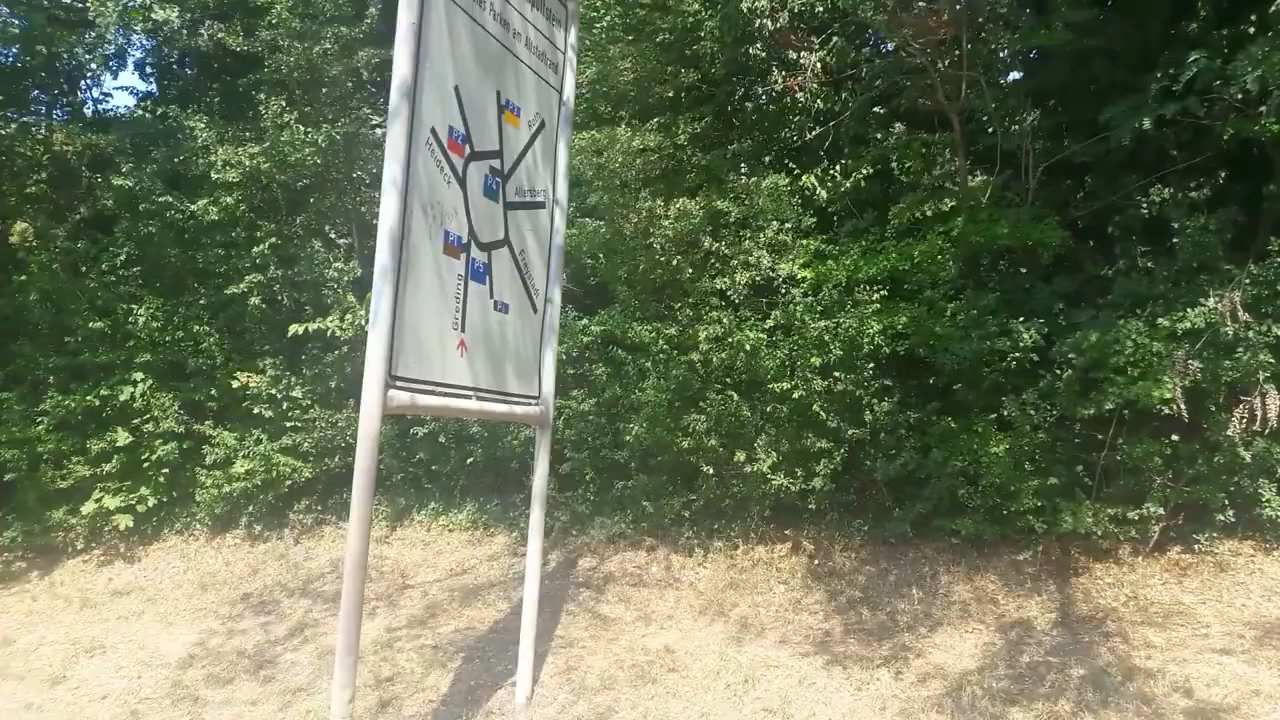 Parken am Altstadtrand
P3
Roth
P2
Heideck
P4
Allersberg
P1
P5
Freystadt
Greding